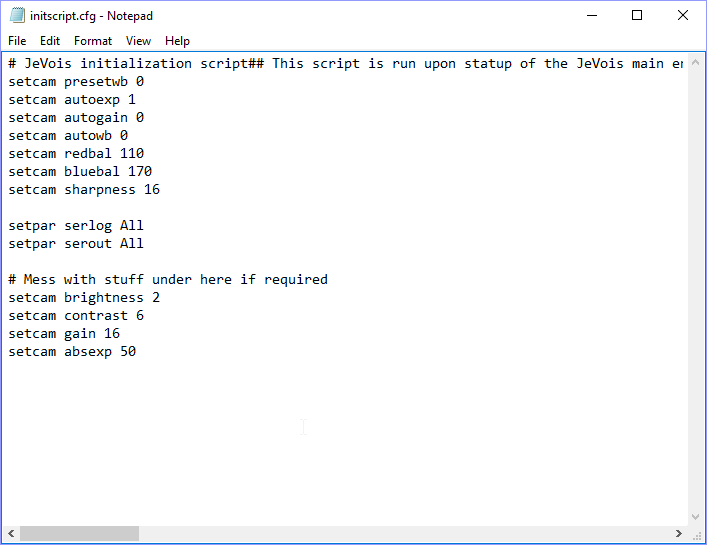 initscript.cfg - Notepad
File Edit Format View Help
# JeVois initialization script## This script is run upon statup of the JeVois main en
setcam presetwb 0
setcam autoexp 1
setcam autogain 0
setcam autowb 0
setcam redbal 110
setcam bluebal 170
setcam sharpness 16
setpar serlog All
setpar serout All
# Mess with stuff under here if required
setcam brightness 2
setcam contrast 6
setcam gain 16
setcam absexp 50